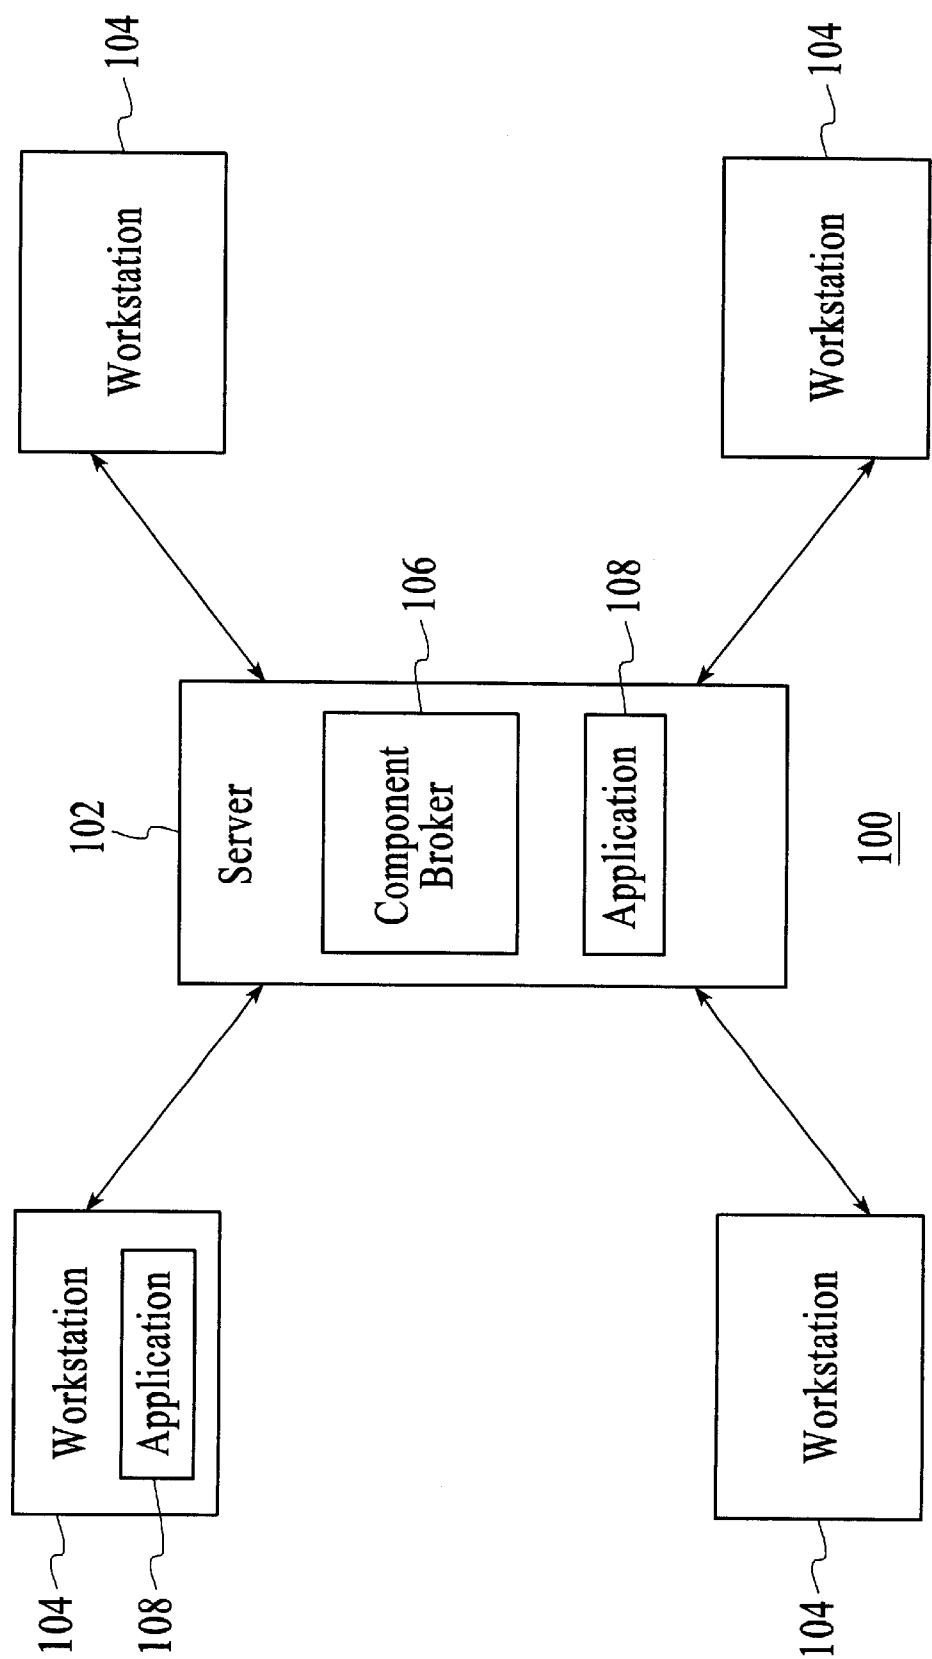 104
Workstation
Application
108
102
Server
Component
Broker
106
Application
108
Workstation
104
104
Workstation
Workstation
104
100